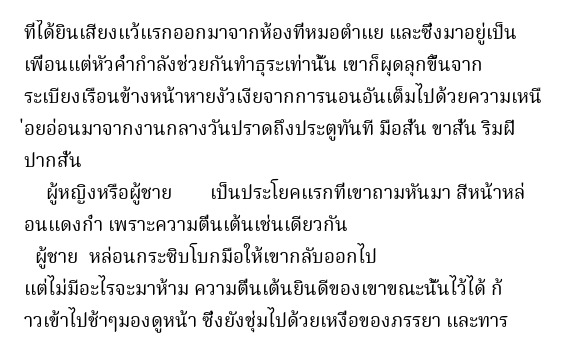 ที่ได้ยินเสียงแว้แรกออกมาจากห้องที่หมอตำแย และซึ่งมาอยู่เป็น
เพื่อนแต่หัวค่ำกำลังช่วยกันทำธุระเท่านั้น เขาก็ผุดลุกขึ้นจาก
ระเบียงเรือนข้างหน้าหายงัวเงียจากการนอนอันเต็มไปด้วยความเหนื
่อยอ่อนมาจากงานกลางวันปราดถึงประตูทันที มือสั่น ขาสั่น ริมฝี
ปากสั่น
ผู้หญิงหรือผู้ชาย เป็นประโยคแรกที่เขาถามหันมา สีหน้าหล่
อนแดงก่ำ เพราะความตื่นเต้นเช่นเดียวกัน
ผู้ชาย หล่อนกระซิบโบกมือให้เขากลับออกไป
แต่ไม่มีอะไรจะมาห้าม ความตื่นเต้นยินดีของเขาขณะนั้นไว้ได้ ก้
าวเข้าไปช้าๆมองดูหน้า ซึ่งยังชุ่มไปด้วยเหงื่อของภรรยา และทาร